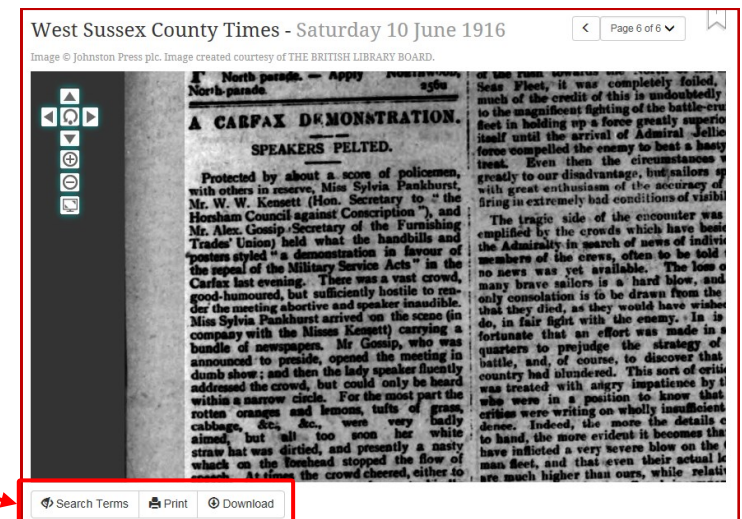 West Sussex County Times - Saturday 10 June 1916
Page 6 of 6
Image © Johnston Press plc. Image created courtesy of THE BRITISH LIBRARY BOARD.
North parade. — Apply
North-parade. 2560
A CARFAX DEMONSTRATION.
SPEAKERS PELTED.
Protected by about a score of policemen,
with others in reserve, Miss Sylvia Pankhurst,
Mr. W. W. Kensett (Hon. Secretary to "the
Horsham Council against Conscription"), and
Mr. Alex. Gossip (Secretary of the Furnishing
Trades' Union) held what the handbills and
posters styled "a demonstration in favour of
the repeal of the Military Service Acts" in the
Carfax last evening. There was a vast crowd,
good-humoured, but sufficiently hostile to ren-
der the meeting abortive and speaker inaudible.
Miss Sylvia Pankhurst arrived on the scene (in
company with the Misses Kensett) carrying a
bundle of newspapers. Mr Gossip, who was
announced to preside, opened the meeting in
dumb show; and then the lady speaker fluently
addressed the crowd, but could only be heard
within a narrow circle. For the most part the
rotten oranges and lemons, tufts of grass,
cabbage, &c., &c., were very badly
aimed, but all too soon her white
straw hat was dirtied, and presently a nasty
whack on the forehead stopped the flow of
speech. At times the crowd cheered, either to
of the rush towards the
Seas Fleet, it was completely foiled,
much of the credit of this is undoubtedly
to the magnificent fighting of the battle-cru
fleet in holding up a force greatly superio
itself until the arrival of Admiral Jellic
force compelled the enemy to beat a hasty
treat. Even then the circumstances w
greatly to our disadvantage, but sailors sp
with great enthusiasm of the accuracy of
firing in extremely bad conditions of visibil
The tragic side of the encounter was
emplified by the crowds which have besie
the Admiralty in search of news of individ
members of the crews, often to be told
no news was yet available. The loss o
many brave sailors is a hard blow, and
only consolation is to be drawn from the
that they died, as they would have wished
do, in fair fight with the enemy. In is
fortunate that an effort was made in s
quarters to prejudge the strategy of
battle, and, of course, to discover that
country had blundered. This sort of critic
was treated with angry impatience by t
who were in a position to know that
critics were writing on wholly insufficient
dence. Indeed, the more the details c
to hand, the more evident it becomes tha
have inflicted a very severe blow on the
man fleet, and that even their actual lo
are much higher than ours, while relativ
Search Terms
Print
Download